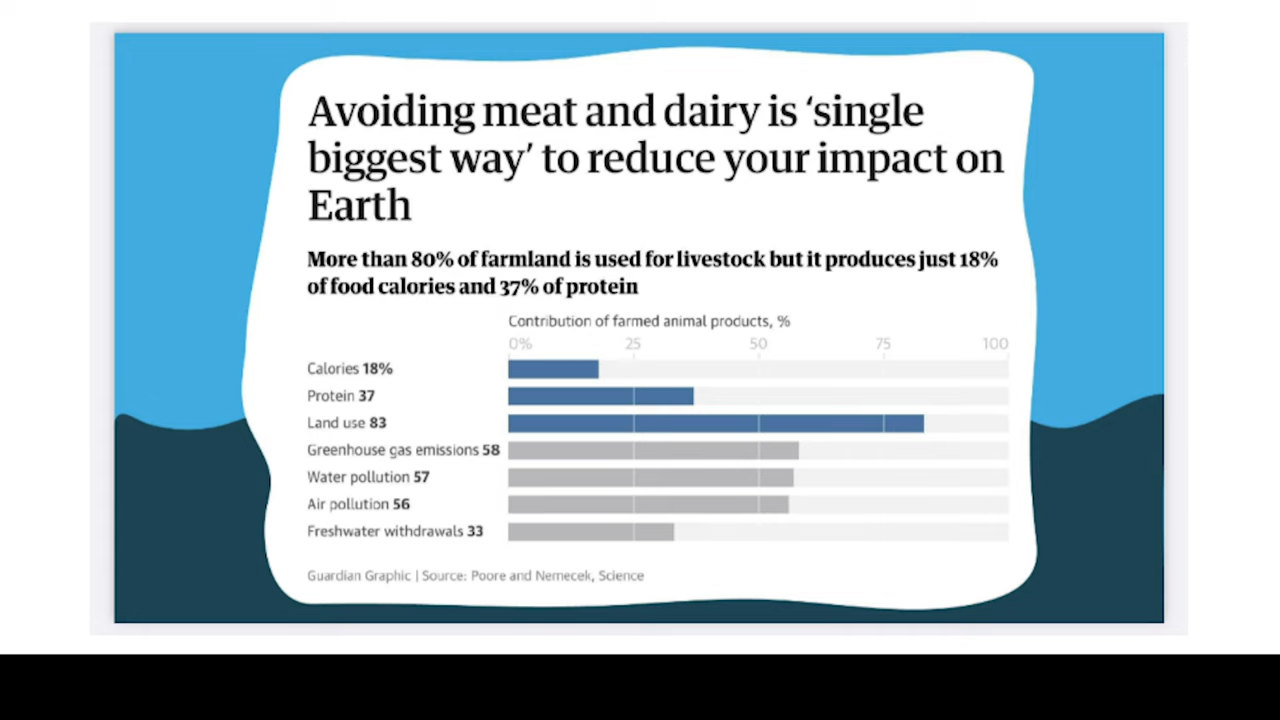 Avoiding meat and dairy is ‘single
biggest way’ to reduce your impact on
Earth
More than 80% of farmland is used for livestock but it produces just 18%
of food calories and 37% of protein
Contribution of farmed animal products, %
0% 25 50 75 100
Calories 18%
Protein 37
Land use 83
Greenhouse gas emissions 58
Water pollution 57
Air pollution 56
Freshwater withdrawals 33
Guardian Graphic | Source: Poore and Nemecek, Science